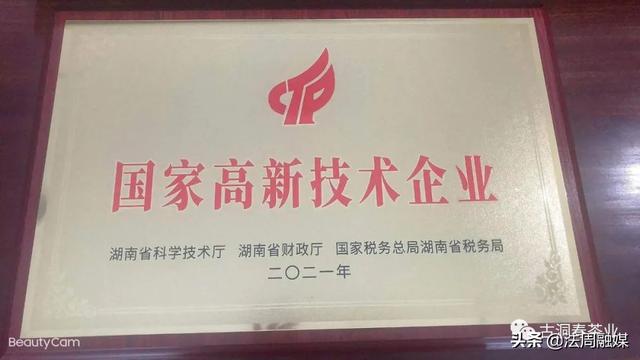 CTP
国家高新技术企业
湖南省科学技术厅 湖南省财政厅 国家税务总局湖南省税务局
二〇二一年
BeautyCam
古洞春茶业
头条 @法周融媒